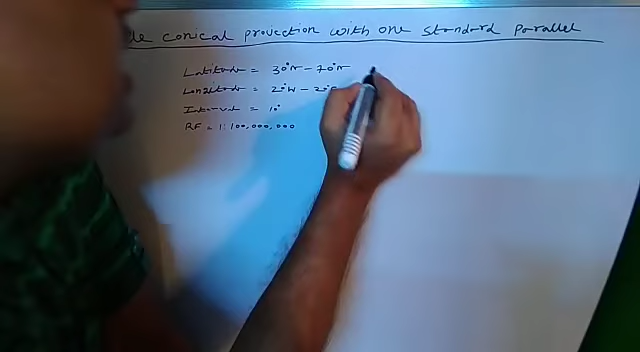 le conical projection with one standard parallel
Latitude = 30°N - 70°N
Longitude = 20°W - 20°E
Interval = 10°
RF = 1:100,000,000